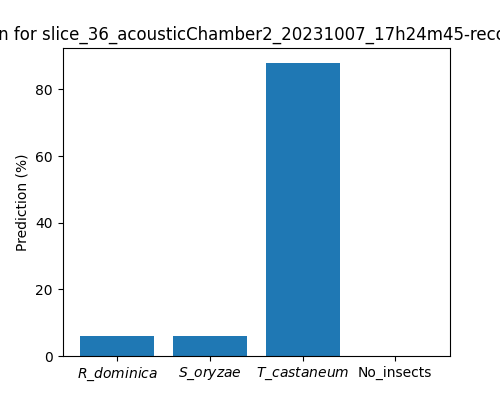 n for slice_36_acousticChamber2_20231007_17h24m45-reco
80
60
40
20
0
Prediction (%)
R_dominica S_oryzae T_castaneum No_insects